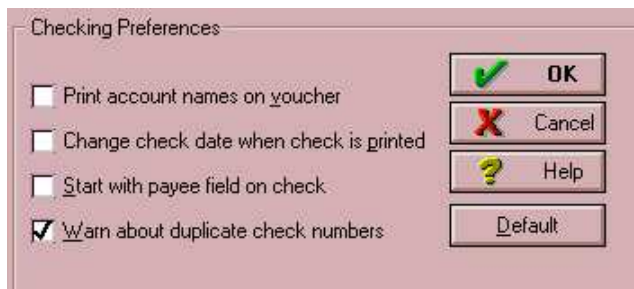 Checking Preferences
Print account names on voucher
Change check date when check is printed
Start with payee field on check
Warn about duplicate check numbers
OK
Cancel
Help
Default